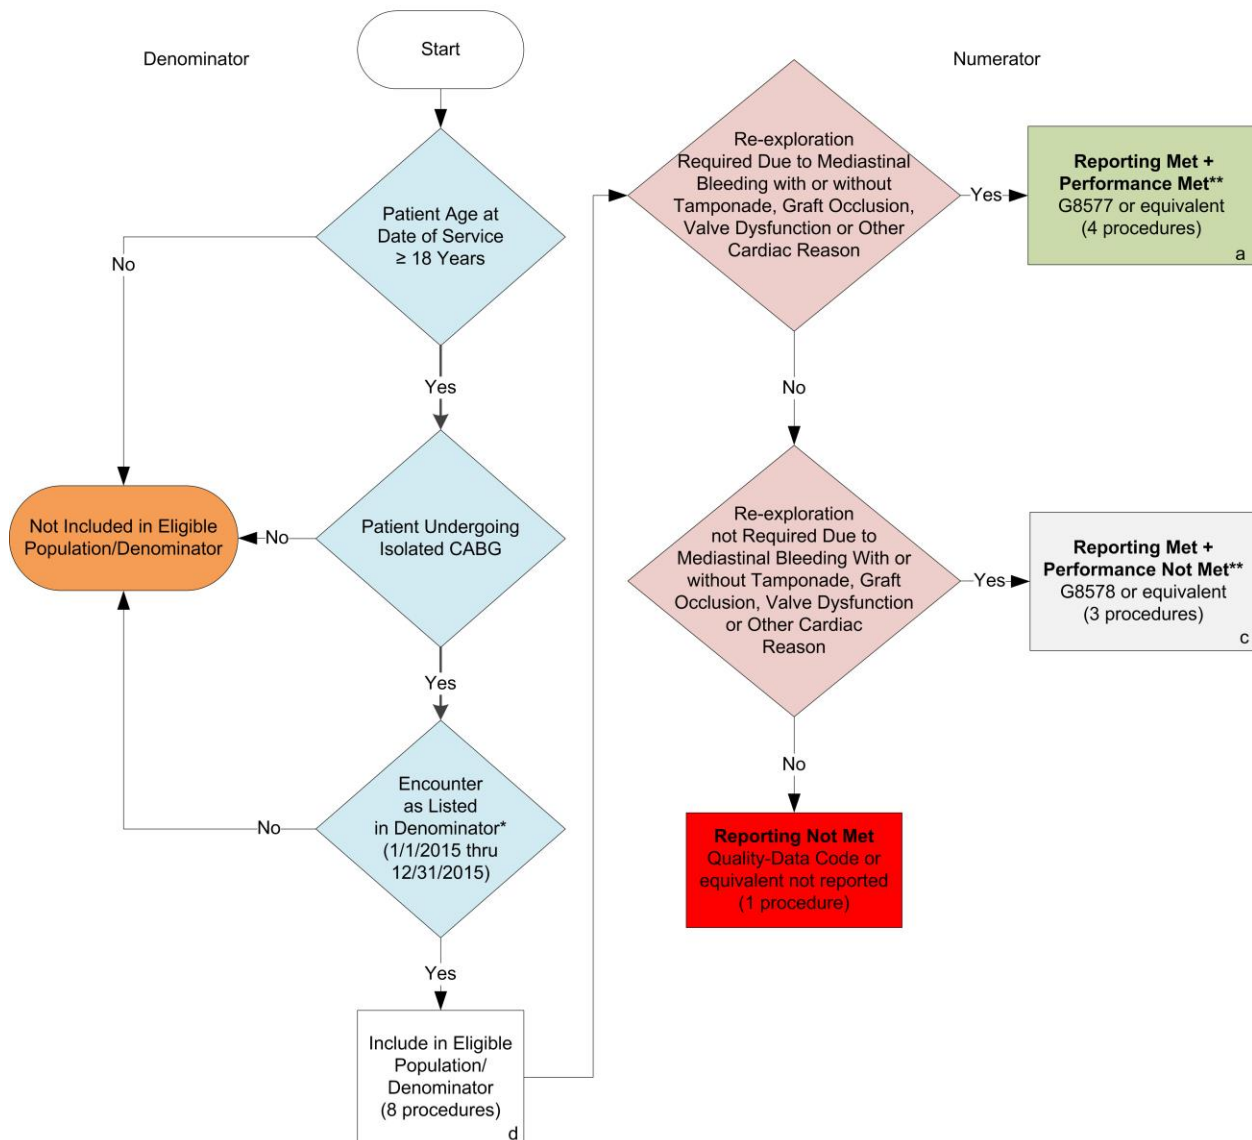 Denominator
Start
Numerator
Patient Age at
Date of Service
≥ 18 Years
No
Yes
Patient Undergoing
Isolated CABG
No
Not Included in Eligible
Population/Denominator
Yes
Encounter
as Listed
in Denominator*
(1/1/2015 thru
12/31/2015)
No
Yes
Include in Eligible
Population/
Denominator
(8 procedures)
d
Re-exploration
Required Due to Mediastinal
Bleeding with or without
Tamponade, Graft Occlusion,
Valve Dysfunction or Other
Cardiac Reason
Yes
Reporting Met +
Performance Met**
G8577 or equivalent
(4 procedures)
a
No
Re-exploration
not Required Due to
Mediastinal Bleeding With or
without Tamponade, Graft
Occlusion, Valve Dysfunction
or Other Cardiac
Reason
Yes
Reporting Met +
Performance Not Met**
G8578 or equivalent
(3 procedures)
c
No
Reporting Not Met
Quality-Data Code or
equivalent not reported
(1 procedure)